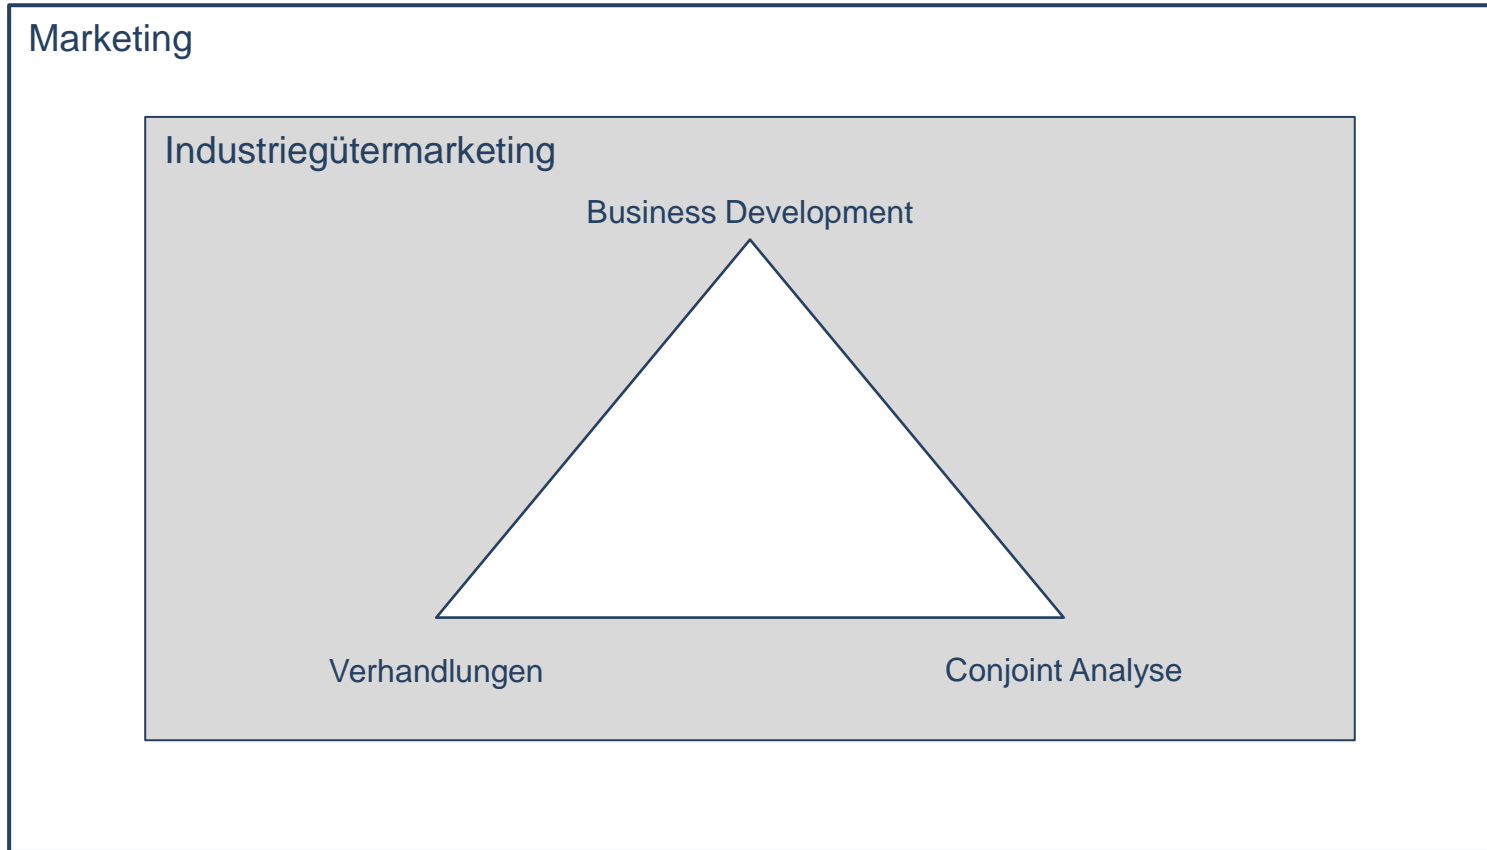 Marketing
Industriegütermarketing
Business Development
Verhandlungen
Conjoint Analyse